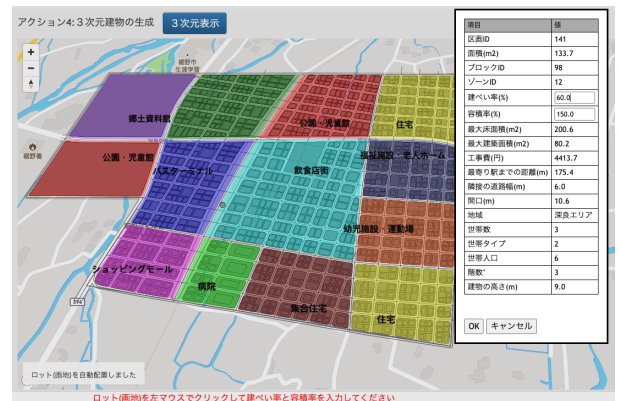 アクション4:３次元建物の生成
３次元表示
項目 値
区画ID 141
面積(m2) 133.7
ブロックID 98
ゾーンID 12
建ぺい率(%) 60.0
容積率(%) 150.0
最大床面積(m2) 200.6
最大建築面積(m2) 80.2
工事費(円) 4413.7
最寄り駅までの距離(m) 175.4
隣接の道路幅(m) 6.0
間口(m) 10.6
地域 深良エリア
世帯数 3
世帯タイプ 2
世帯人口 6
階数* 3
建物の高さ(m) 9.0
OK キャンセル
+
−
裾野市
生涯学習
郷土資料館
公園・児童館
住宅
裾野署
公園・児童館
バスターミナル
飲食店街
福祉施設・老人ホーム
幼児施設・運動場
ショッピングモール
病院
集合住宅
住宅
394
ロット(画地)を自動配置しました
ロット(画地)を左マウスでクリックして建ぺい率と容積率を入力してください